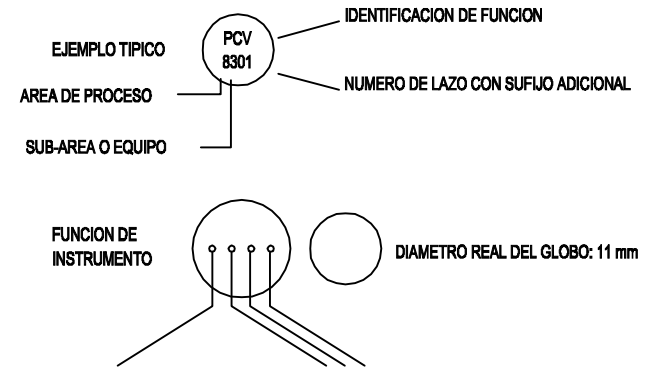 IDENTIFICACION DE FUNCION
EJEMPLO TIPICO
PCV
8301
NUMERO DE LAZO CON SUFIJO ADICIONAL
AREA DE PROCESO
SUB-AREA O EQUIPO
FUNCION DE
INSTRUMENTO
DIAMETRO REAL DEL GLOBO: 11 mm